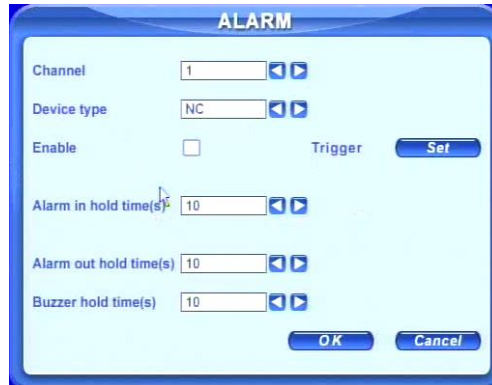 ALARM
Channel 1
Device type NC
Enable Trigger Set
Alarm in hold time(s) 10
Alarm out hold time(s) 10
Buzzer hold time(s) 10
OK Cancel